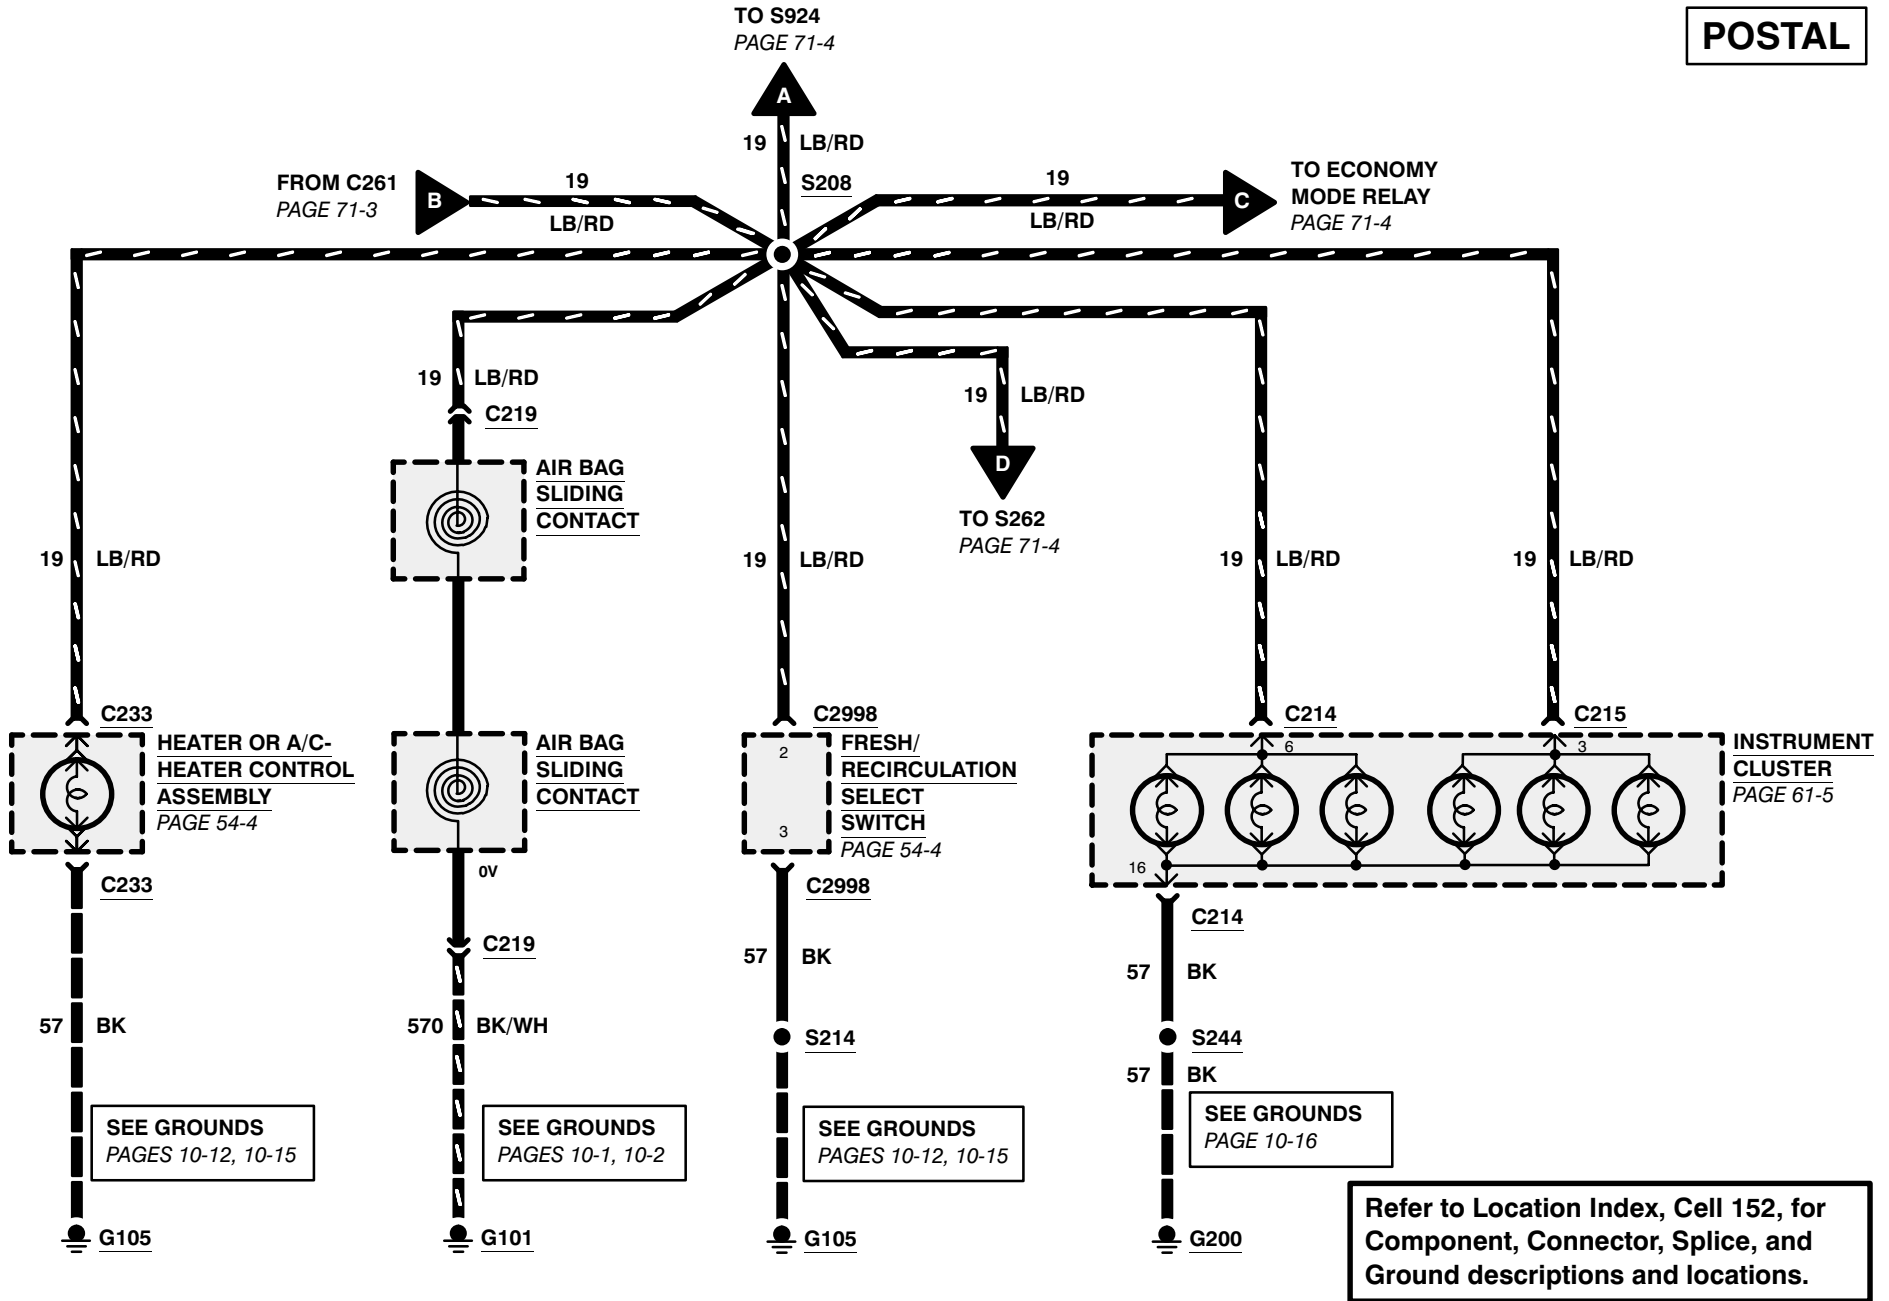 TO S924
PAGE 71-4
POSTAL
A
19 LB/RD
S208
FROM C261
PAGE 71-3
B
19
LB/RD
19
LB/RD
C
TO ECONOMY
MODE RELAY
PAGE 71-4
19 LB/RD
C219
AIR BAG
SLIDING
CONTACT
19 LB/RD
D
TO S262
PAGE 71-4
19 LB/RD
19 LB/RD
19 LB/RD
19 LB/RD
C233
HEATER OR A/C-
HEATER CONTROL
ASSEMBLY
PAGE 54-4
C233
AIR BAG
SLIDING
CONTACT
0V
C219
C2998
2
3
FRESH/
RECIRCULATION
SELECT
SWITCH
PAGE 54-4
C2998
C214
6
C215
3
INSTRUMENT
CLUSTER
PAGE 61-5
16
C214
57 BK
570 BK/WH
57 BK
S214
57 BK
S244
57 BK
SEE GROUNDS
PAGES 10-12, 10-15
SEE GROUNDS
PAGES 10-1, 10-2
SEE GROUNDS
PAGES 10-12, 10-15
SEE GROUNDS
PAGE 10-16
G105
G101
G105
G200
Refer to Location Index, Cell 152, for
Component, Connector, Splice, and
Ground descriptions and locations.